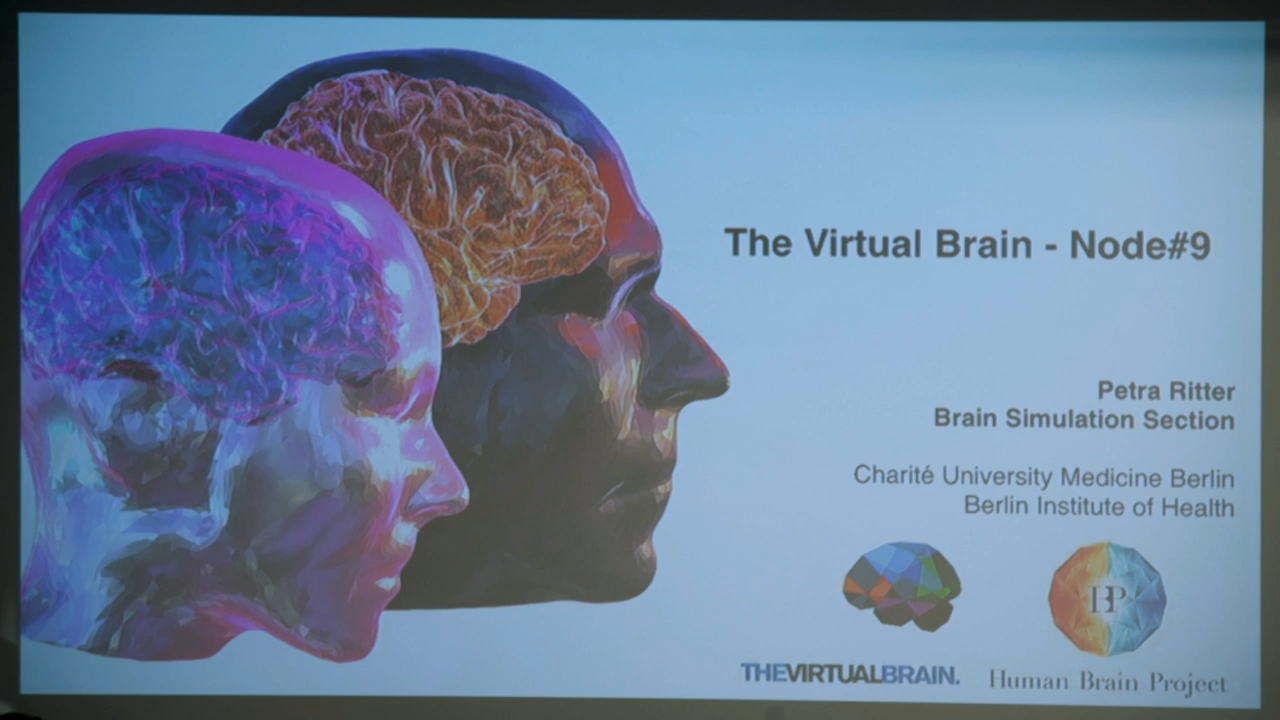 The Virtual Brain - Node#9
Petra Ritter
Brain Simulation Section
Charité University Medicine Berlin
Berlin Institute of Health
HBP
THEVIRTUALBRAIN.
Human Brain Project